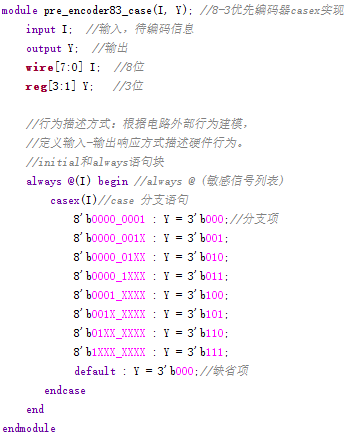 module pre_encoder83_case(I, Y); //8-3优先编码器casex实现
input I; //输入，待编码信息
output Y; //输出
wire[7:0] I; //8位
reg[3:1] Y; //3位
//行为描述方式：根据电路外部行为建模，
//定义输入-输出响应方式描述硬件行为。
//initial和always语句块
always @(I) begin //always @（敏感信号列表）
casex(I)//case 分支语句
8'b0000_0001 : Y = 3'b000;//分支项
8'b0000_001X : Y = 3'b001;
8'b0000_01XX : Y = 3'b010;
8'b0000_1XXX : Y = 3'b011;
8'b0001_XXXX : Y = 3'b100;
8'b001X_XXXX : Y = 3'b101;
8'b01XX_XXXX : Y = 3'b110;
8'b1XXX_XXXX : Y = 3'b111;
default : Y = 3'b000;//缺省项
endcase
end
endmodule